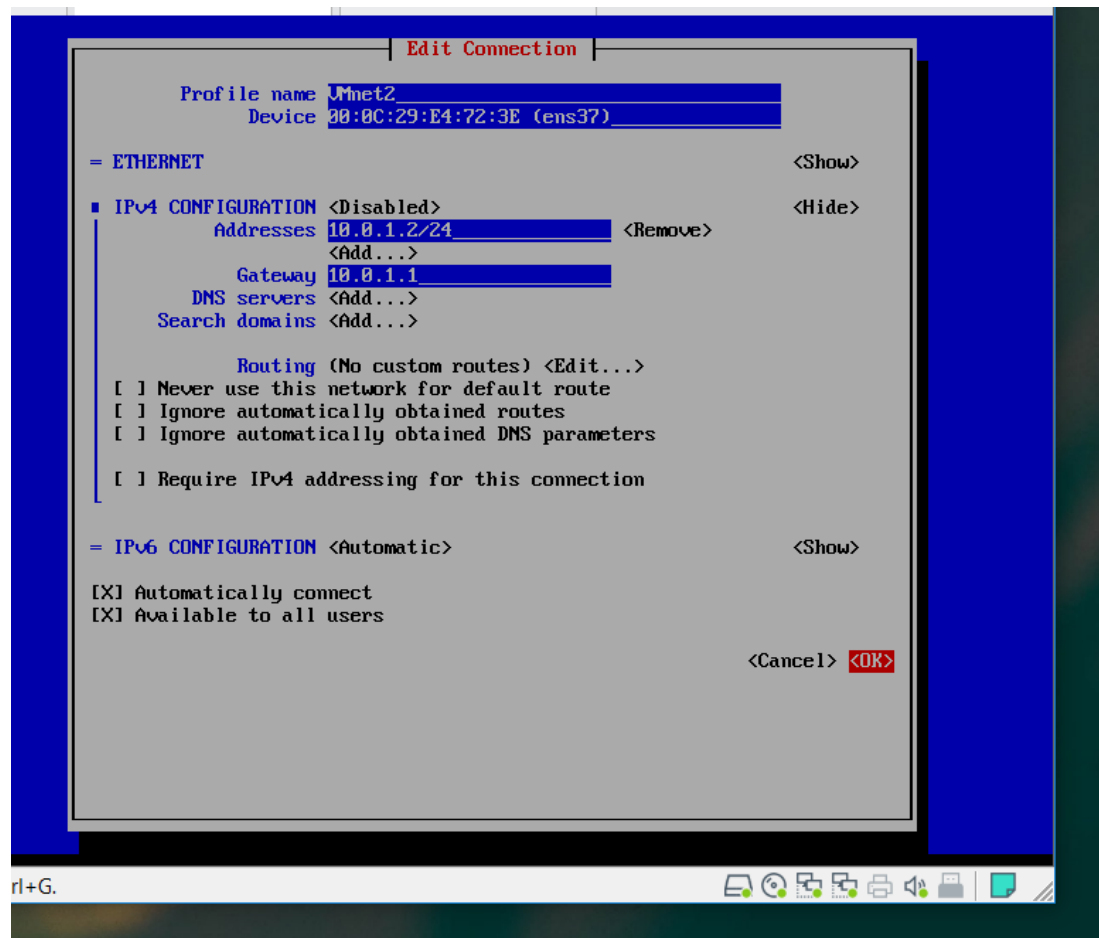 Edit Connection
Profile name VMnet2
Device 00:0C:29:E4:72:3E (ens37)
= ETHERNET <Show>
IPv4 CONFIGURATION <Disabled> <Hide>
Addresses 10.0.1.2/24 <Remove>
<Add...>
Gateway 10.0.1.1
DNS servers <Add...>
Search domains <Add...>
Routing (No custom routes) <Edit...>
[ ] Never use this network for default route
[ ] Ignore automatically obtained routes
[ ] Ignore automatically obtained DNS parameters
[ ] Require IPv4 addressing for this connection
= IPv6 CONFIGURATION <Automatic> <Show>
[X] Automatically connect
[X] Available to all users
<Cancel> <OK>
rl+G.